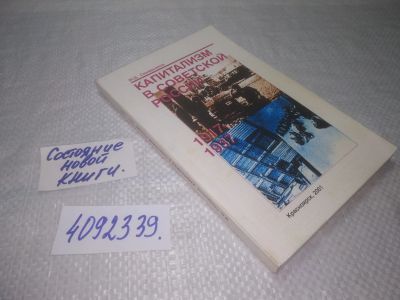 КАПИТАЛИЗМ
В СОВЕТСКОЙ
РОССИИ
1917
1937
Красноярск, 2001
Состояние
новой
книги.
4092339.